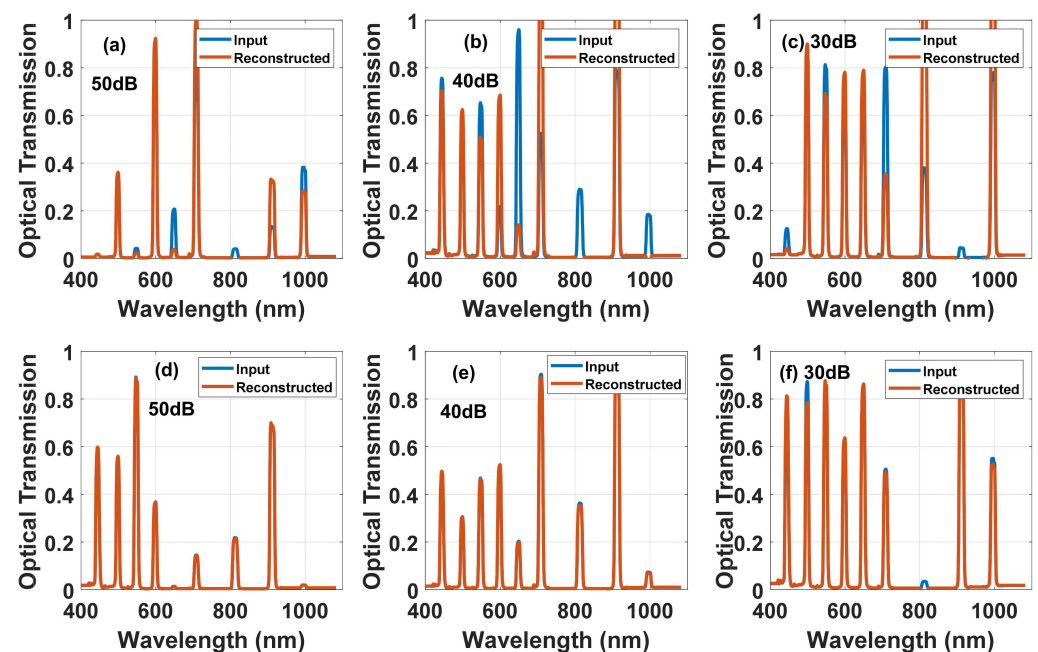 (a)
50dB
Input
Reconstructed
Optical Transmission
1
0.8
0.6
0.4
0.2
0
400
600
800
1000
Wavelength (nm)
(b)
40dB
Input
Reconstructed
Optical Transmission
1
0.8
0.6
0.4
0.2
0
400
600
800
1000
Wavelength (nm)
(c) 30dB
Input
Reconstructed
Optical Transmission
1
0.8
0.6
0.4
0.2
0
400
600
800
1000
Wavelength (nm)
(d)
50dB
Input
Reconstructed
Optical Transmission
1
0.8
0.6
0.4
0.2
0
400
600
800
1000
Wavelength (nm)
(e)
40dB
Input
Reconstructed
Optical Transmission
1
0.8
0.6
0.4
0.2
0
400
600
800
1000
Wavelength (nm)
(f) 30dB
Input
Reconstructed
Optical Transmission
1
0.8
0.6
0.4
0.2
0
400
600
800
1000
Wavelength (nm)